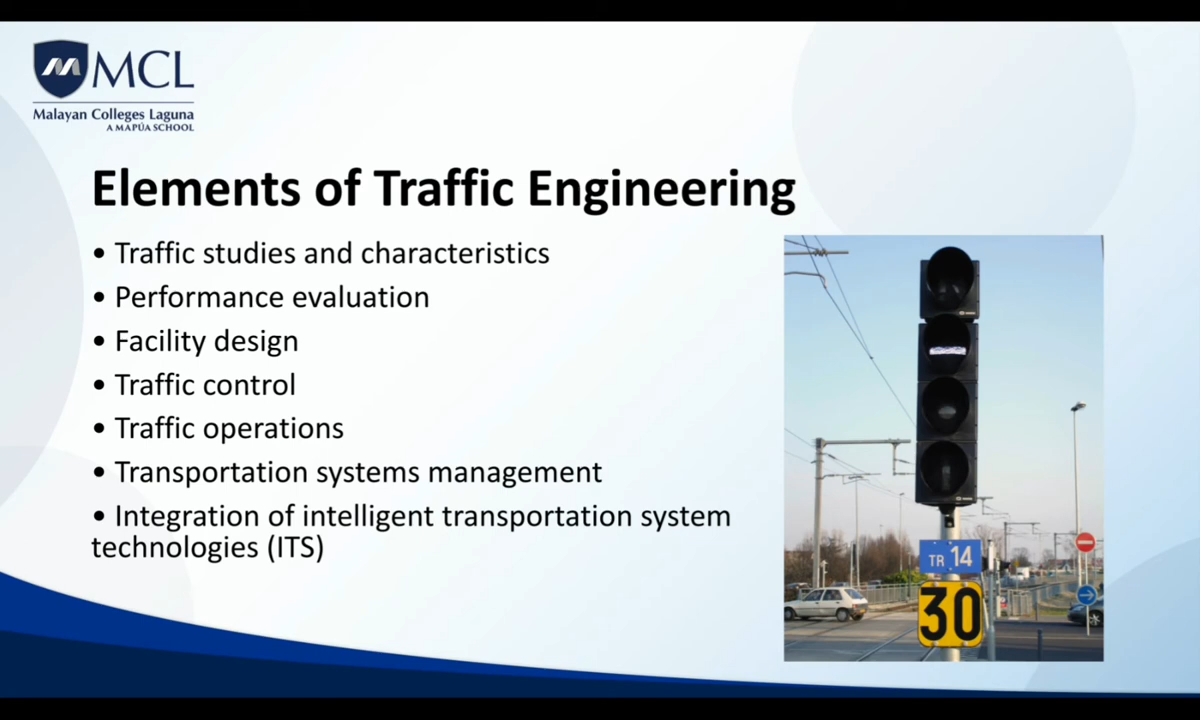 MCL
Malayan Colleges Laguna
A MAPÚA SCHOOL
Elements of Traffic Engineering
• Traffic studies and characteristics
• Performance evaluation
• Facility design
• Traffic control
• Traffic operations
• Transportation systems management
• Integration of intelligent transportation system
technologies (ITS)
TR 14
30